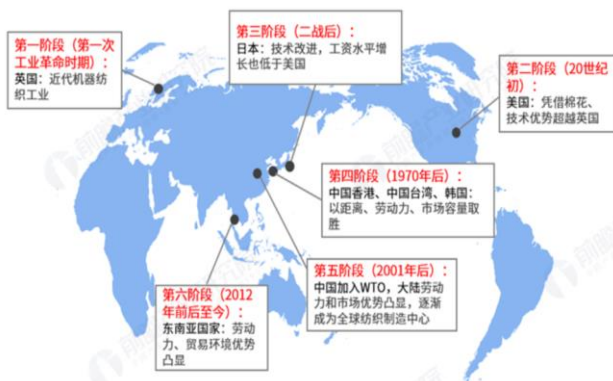 第三阶段（二战后）：
日本：技术改进，工资水平增
长也低于美国
第一阶段（第一次
工业革命时期）：
英国：近代机器纺
织工业
第二阶段（20世纪
初）：
美国：凭借棉花、
技术优势超越英国
第四阶段（1970年后）：
中国香港、中国台湾、韩国：
以距离、劳动力、市场容量取
胜
第五阶段（2001年后）：
中国加入WTO，大陆劳动
力和市场优势凸显，逐渐
成为全球纺织制造中心
第六阶段（2012
年前后至今）：
东南亚国家：劳动
力、贸易环境优势
凸显